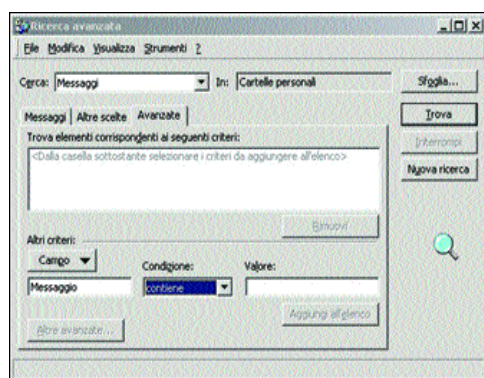 Ricerca avanzata
File Modifica Visualizza Strumenti ?
Cerca: Messaggi In: Cartelle personali Sfoglia...
Messaggi Altre scelte Avanzate Trova
Trova elementi corrispondenti ai seguenti criteri: Interrompi
<Dalla casella sottostante selezionare i criteri da aggiungere all'elenco> Nuova ricerca
Rimuovi
Altri criteri:
Campo Condizione: Valore:
Messaggio contiene
Aggiungi all'elenco
Altre avanzate...